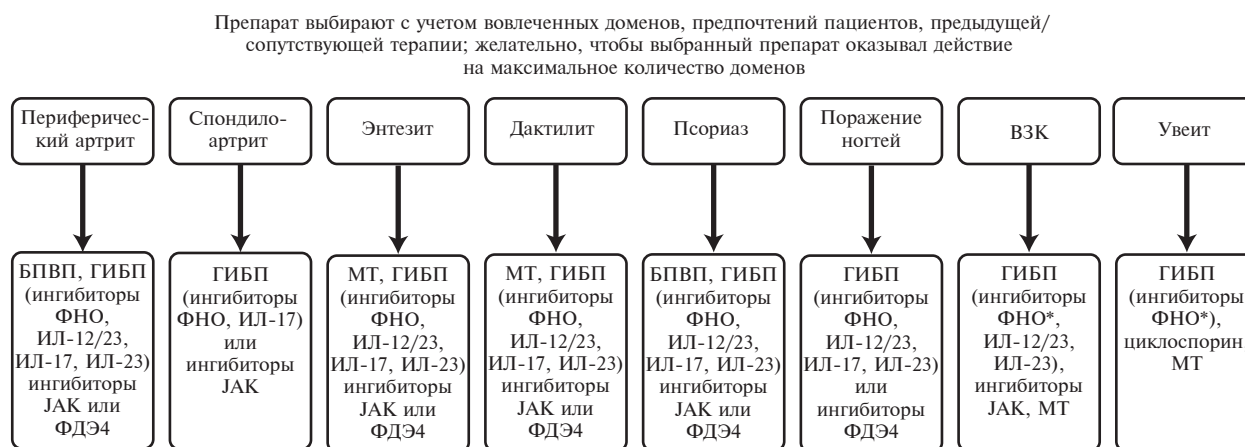 Препарат выбирают с учетом вовлеченных доменов, предпочтений пациентов, предыдущей/
сопутствующей терапии; желательно, чтобы выбранный препарат оказывал действие
на максимальное количество доменов
Периферичес-
кий артрит
Спондило-
артрит
Энтезит
Дактилит
Псориаз
Поражение
ногтей
ВЗК
Увеит
БПВП, ГИБП
(ингибиторы
ФНО,
ИЛ-12/23,
ИЛ-17, ИЛ-23)
ингибиторы
JAK или
ФДЭ4
ГИБП
(ингибиторы
ФНО, ИЛ-17)
или
ингибиторы
JAK
МТ, ГИБП
(ингибиторы
ФНО,
ИЛ-12/23,
ИЛ-17, ИЛ-23)
ингибиторы
JAK или
ФДЭ4
МТ, ГИБП
(ингибиторы
ФНО,
ИЛ-12/23,
ИЛ-17, ИЛ-23)
ингибиторы
JAK или
ФДЭ4
БПВП, ГИБП
(ингибиторы
ФНО,
ИЛ-12/23,
ИЛ-17, ИЛ-23)
ингибиторы
JAK или
ФДЭ4
ГИБП
(ингибиторы
ФНО,
ИЛ-12/23,
ИЛ-17, ИЛ-23)
или
ингибиторы
ФДЭ4
ГИБП
(ингибиторы
ФНО*,
ИЛ-12/23,
ИЛ-23),
ингибиторы
JAK, МТ
ГИБП
(ингибиторы
ФНО*),
циклоспорин
МТ